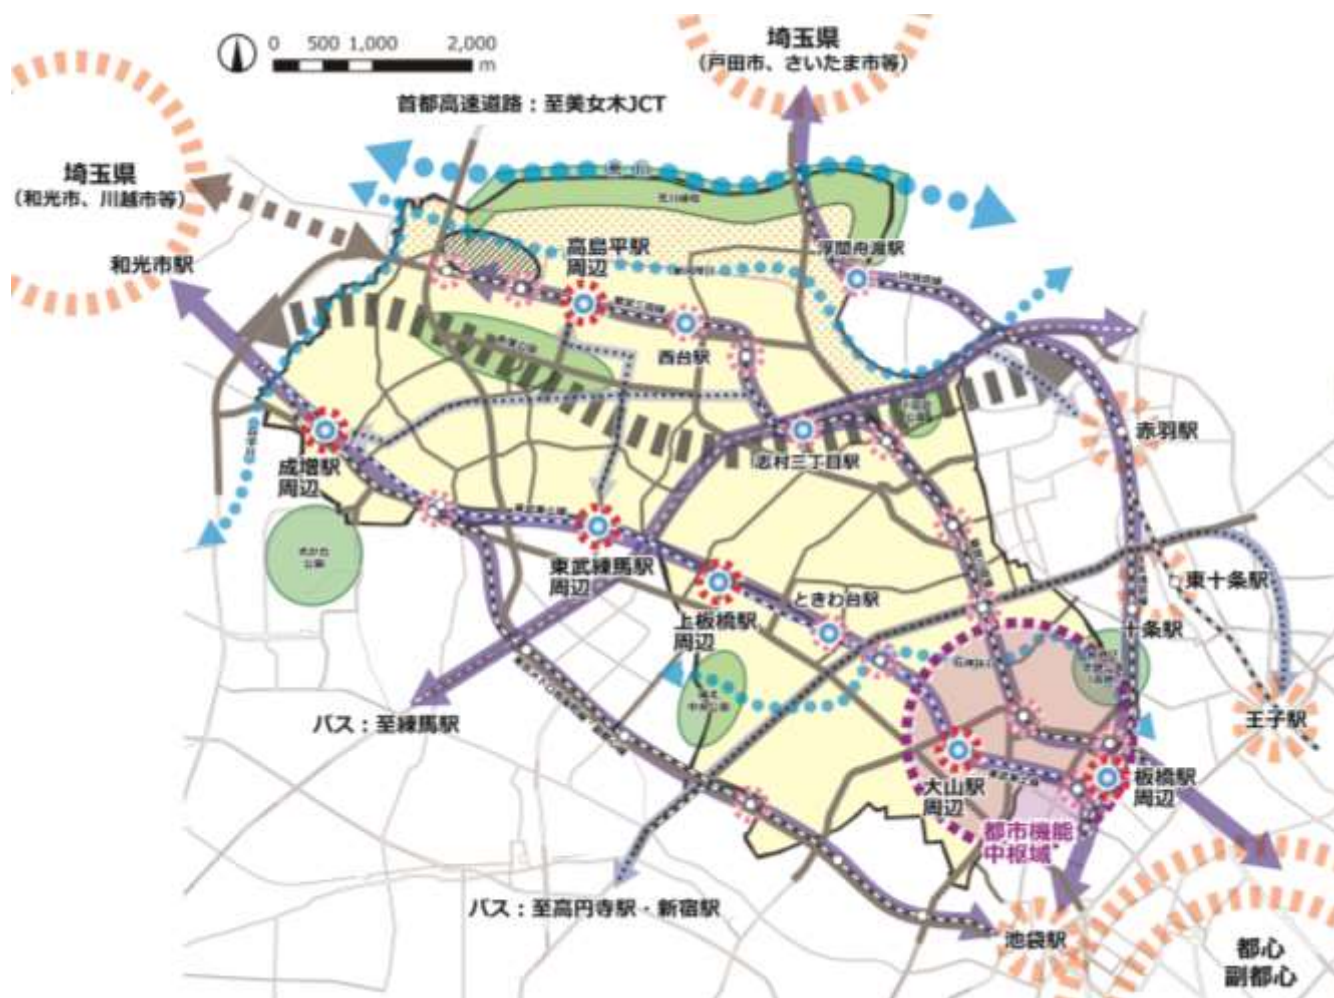 0 500 1,000 2,000
m
埼玉県
(戸田市、さいたま市等)
首都高速道路：至美女木JCT
埼玉県
(和光市、川越市等)
和光市駅
荒川
浮間舟渡駅
高島平駅
周辺
西台駅
志村三丁目駅
赤羽駅
成増駅
周辺
東武練馬駅
周辺
上板橋駅
周辺
ときわ台駅
東十条駅
十条駅
王子駅
バス：至練馬駅
大山駅
周辺
板橋駅
周辺
都市機能
中枢域*
バス：至高円寺駅・新宿駅
池袋駅
都心
副都心